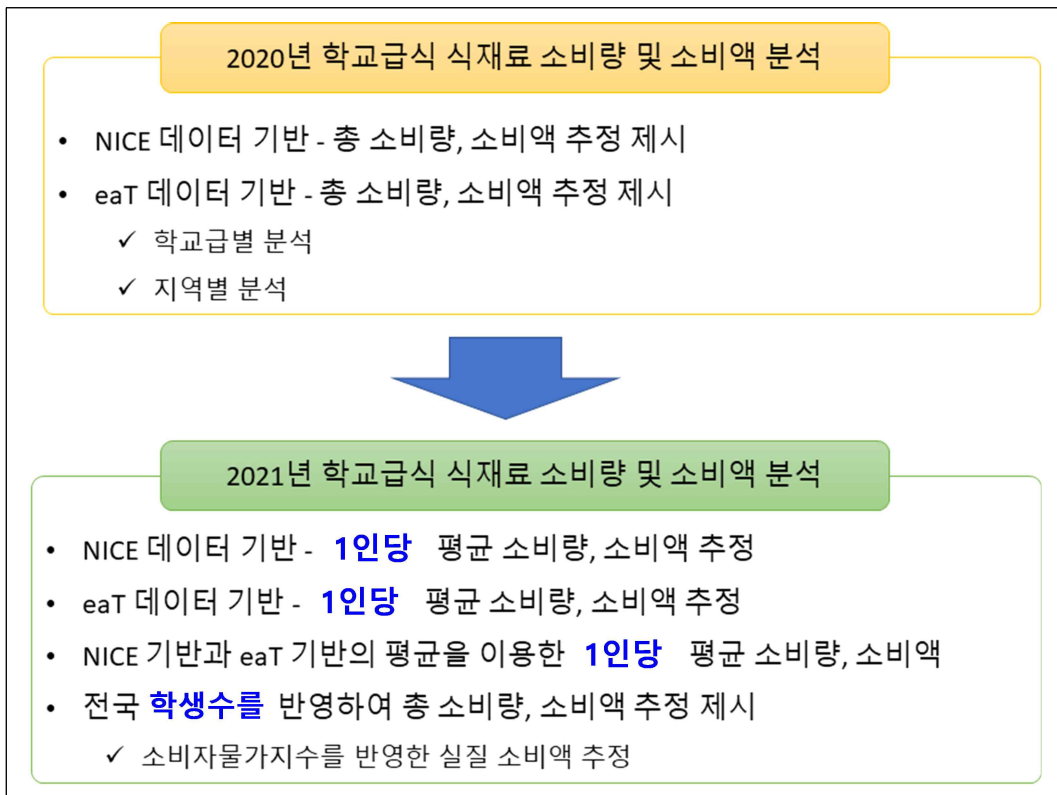 2020년 학교급식 식재료 소비량 및 소비액 분석
• NICE 데이터 기반 - 총 소비량, 소비액 추정 제시
• eaT 데이터 기반 - 총 소비량, 소비액 추정 제시
✓ 학교급별 분석
✓ 지역별 분석
2021년 학교급식 식재료 소비량 및 소비액 분석
• NICE 데이터 기반 - 1인당 평균 소비량, 소비액 추정
• eaT 데이터 기반 - 1인당 평균 소비량, 소비액 추정
• NICE 기반과 eaT 기반의 평균을 이용한 1인당 평균 소비량, 소비액
• 전국 학생수를 반영하여 총 소비량, 소비액 추정 제시
✓ 소비자물가지수를 반영한 실질 소비액 추정